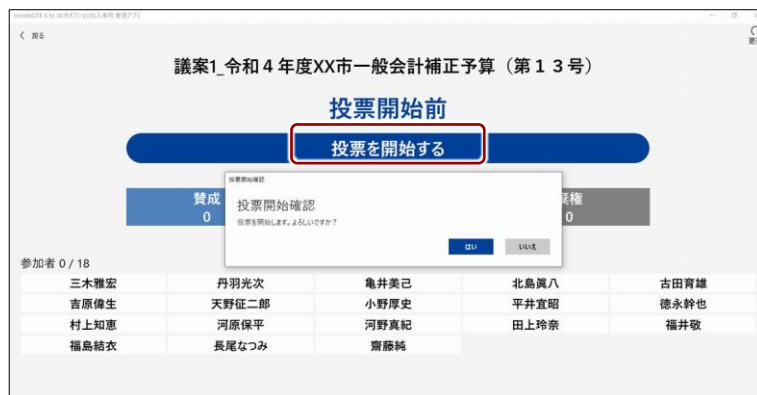 戻る
更
議案1_令和４年度XX市一般会計補正予算（第１３号）
投票開始前
投票を開始する
投票開始確認
賛成
0
投票開始確認
投票を開始します。よろしいですか？
棄権
0
はい いいえ
参加者 0 / 18
三木雅宏 丹羽光次 亀井美己 北島眞八 古田育雄
吉原偉生 天野征二郎 小野厚史 平井宜昭 徳永幹也
村上知恵 河原保平 河野真紀 田上玲奈 福井敬
福島結衣 長尾なつみ 齋藤純